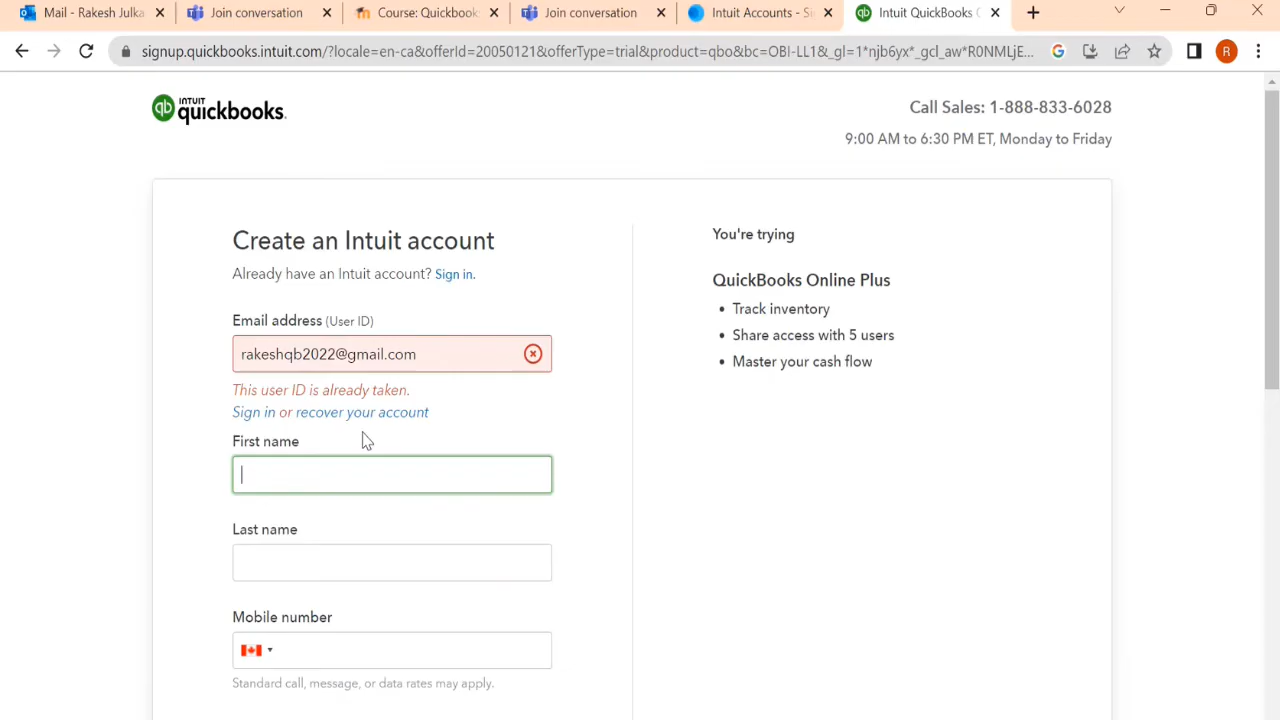 Mail - Rakesh Julka
Join conversation
Course: Quickbook
Join conversation
Intuit Accounts - Si
Intuit QuickBooks
signup.quickbooks.intuit.com/?locale=en-ca&offerId=20050121&offerType=trial&product=qbo&bc=OBI-LL1&_gl=1*njb6yx*_gcl_aw*R0NMLjE...
R
INTUIT
quickbooks.
Call Sales: 1-888-833-6028
9:00 AM to 6:30 PM ET, Monday to Friday
Create an Intuit account
Already have an Intuit account? Sign in.
Email address (User ID)
rakeshqb2022@gmail.com
This user ID is already taken.
Sign in or recover your account
First name
Last name
Mobile number
Standard call, message, or data rates may apply.
You're trying
QuickBooks Online Plus
• Track inventory
• Share access with 5 users
• Master your cash flow